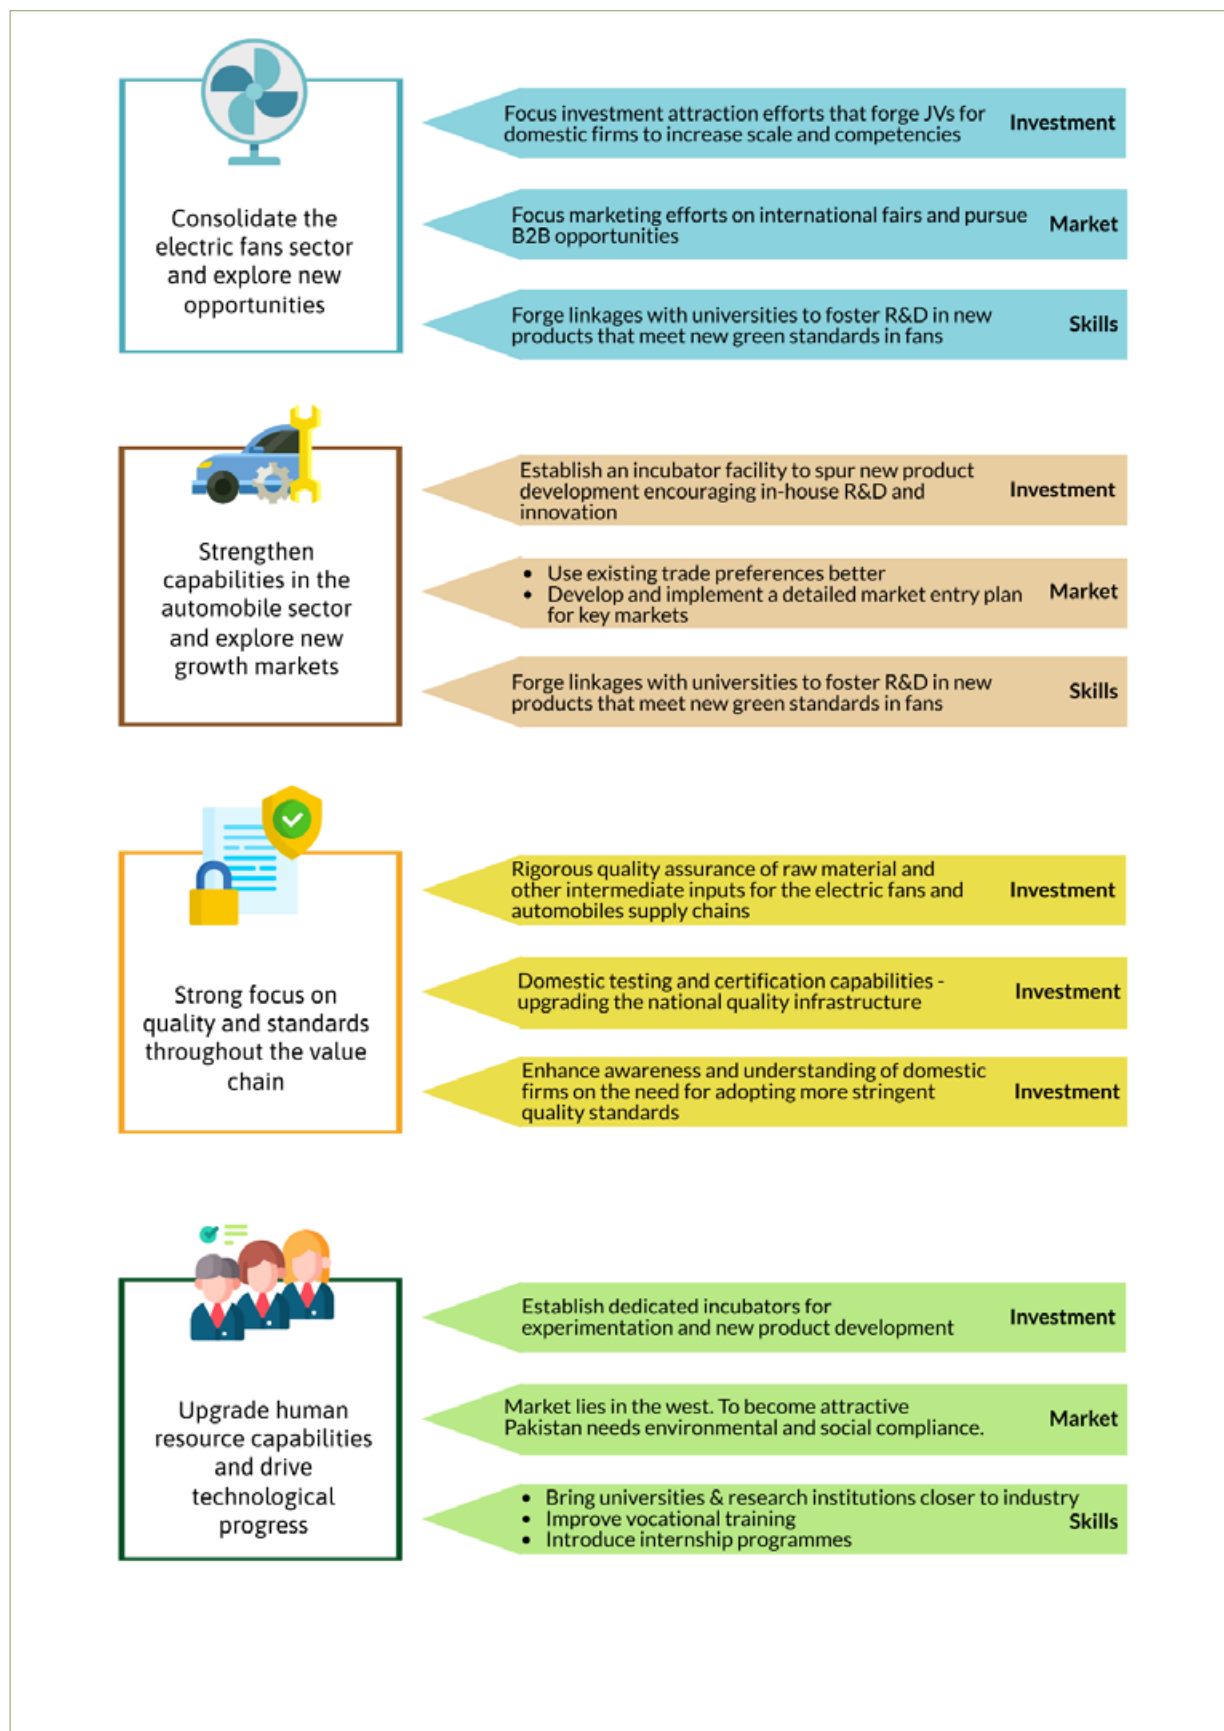 Consolidate the
electric fans sector
and explore new
opportunities
Focus investment attraction efforts that forge JVs for
domestic firms to increase scale and competencies
Investment
Focus marketing efforts on international fairs and pursue
B2B opportunities
Market
Forge linkages with universities to foster R&D in new
products that meet new green standards in fans
Skills
Strengthen
capabilities in the
automobile sector
and explore new
growth markets
Establish an incubator facility to spur new product
development encouraging in-house R&D and
innovation
Investment
• Use existing trade preferences better
• Develop and implement a detailed market entry plan
for key markets
Market
Forge linkages with universities to foster R&D in new
products that meet new green standards in fans
Skills
Strong focus on
quality and standards
throughout the value
chain
Rigorous quality assurance of raw material and
other intermediate inputs for the electric fans and
automobiles supply chains
Investment
Domestic testing and certification capabilities -
upgrading the national quality infrastructure
Investment
Enhance awareness and understanding of domestic
firms on the need for adopting more stringent
quality standards
Investment
Upgrade human
resource capabilities
and drive
technological
progress
Establish dedicated incubators for
experimentation and new product development
Investment
Market lies in the west. To become attractive
Pakistan needs environmental and social compliance.
Market
• Bring universities & research institutions closer to industry
• Improve vocational training
• Introduce internship programmes
Skills